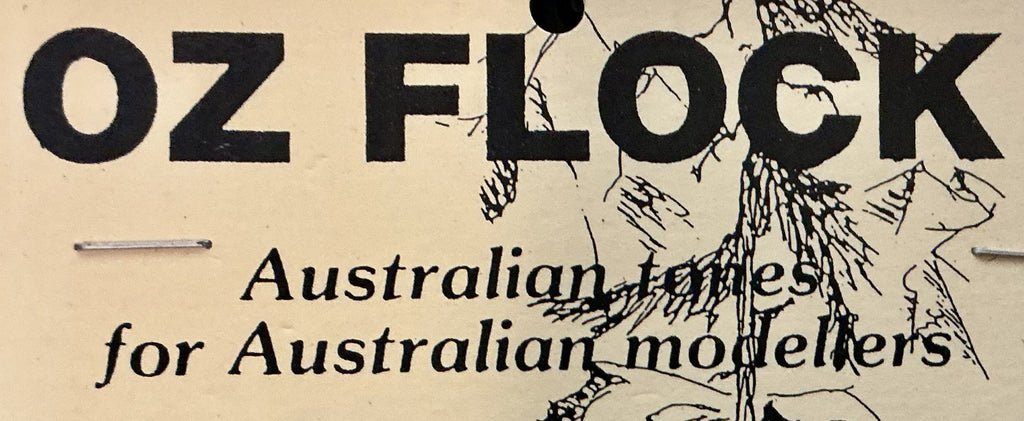 OZ FLOCK
Australian tones
for Australian modellers